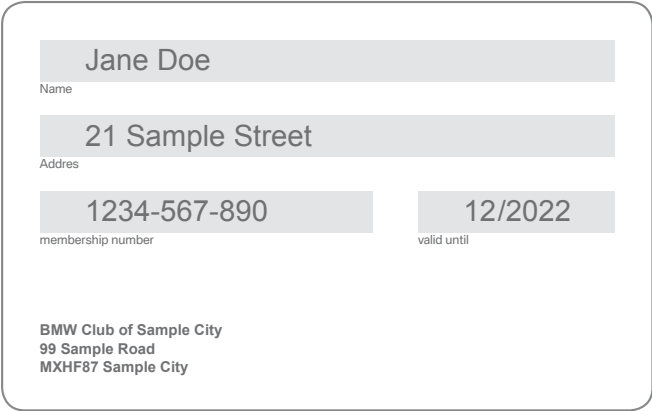 Jane Doe
Name
21 Sample Street
Addres
1234-567-890 12/2022
membership number valid until
BMW Club of Sample City
99 Sample Road
MXHF87 Sample City